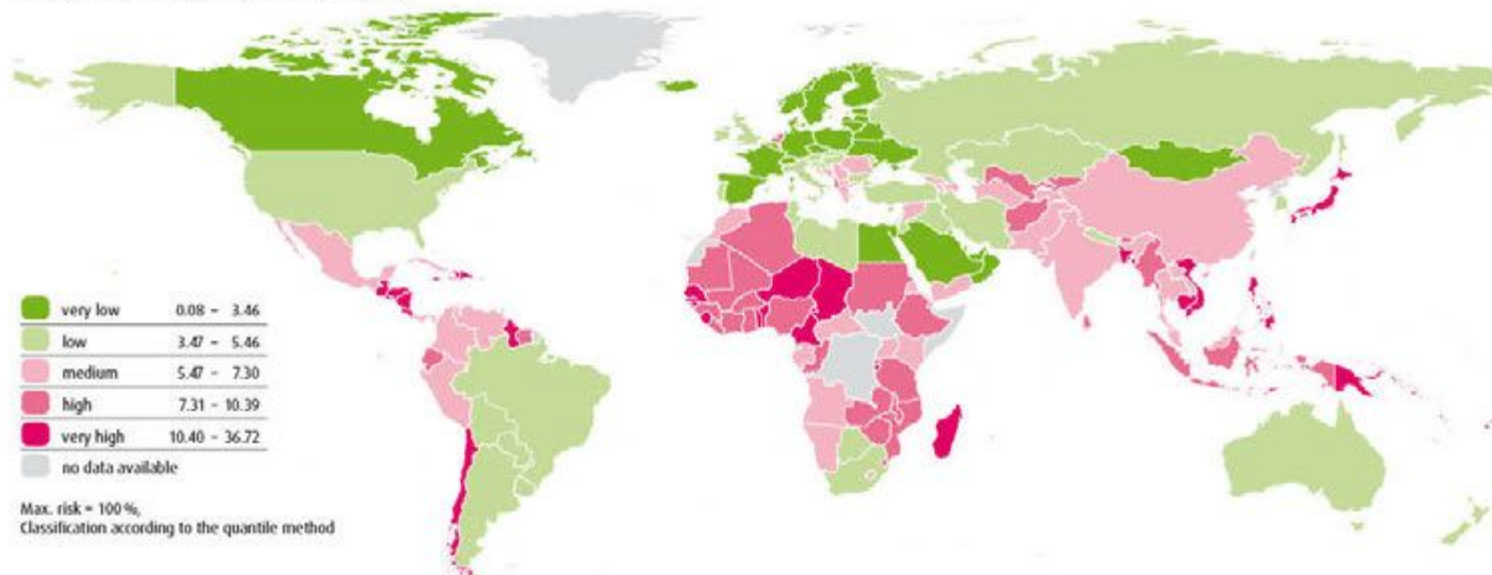 very low 0.08 – 3.46
low 3.47 – 5.46
medium 5.47 – 7.30
high 7.31 – 10.39
very high 10.40 – 36.72
no data available
Max. risk = 100%,
Classification according to the quantile method